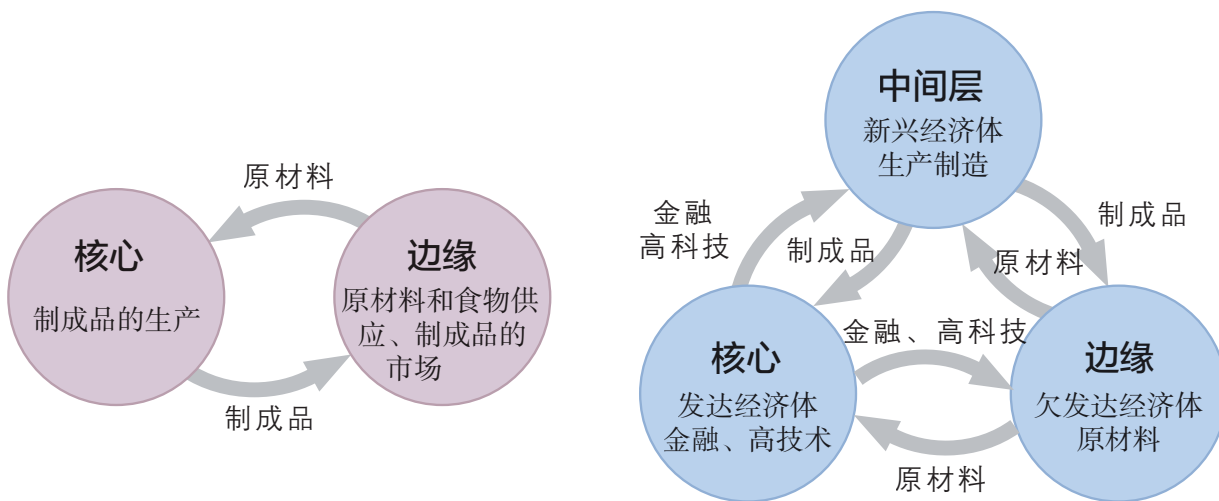 原材料
核心
制成品的生产
边缘
原材料和食物供
应、制成品的
市场
制成品
中间层
新兴经济体
生产制造
金融
高科技
制成品
制成品
原材料
金融、高科技
核心
发达经济体
金融、高技术
边缘
欠发达经济体
原材料
原材料